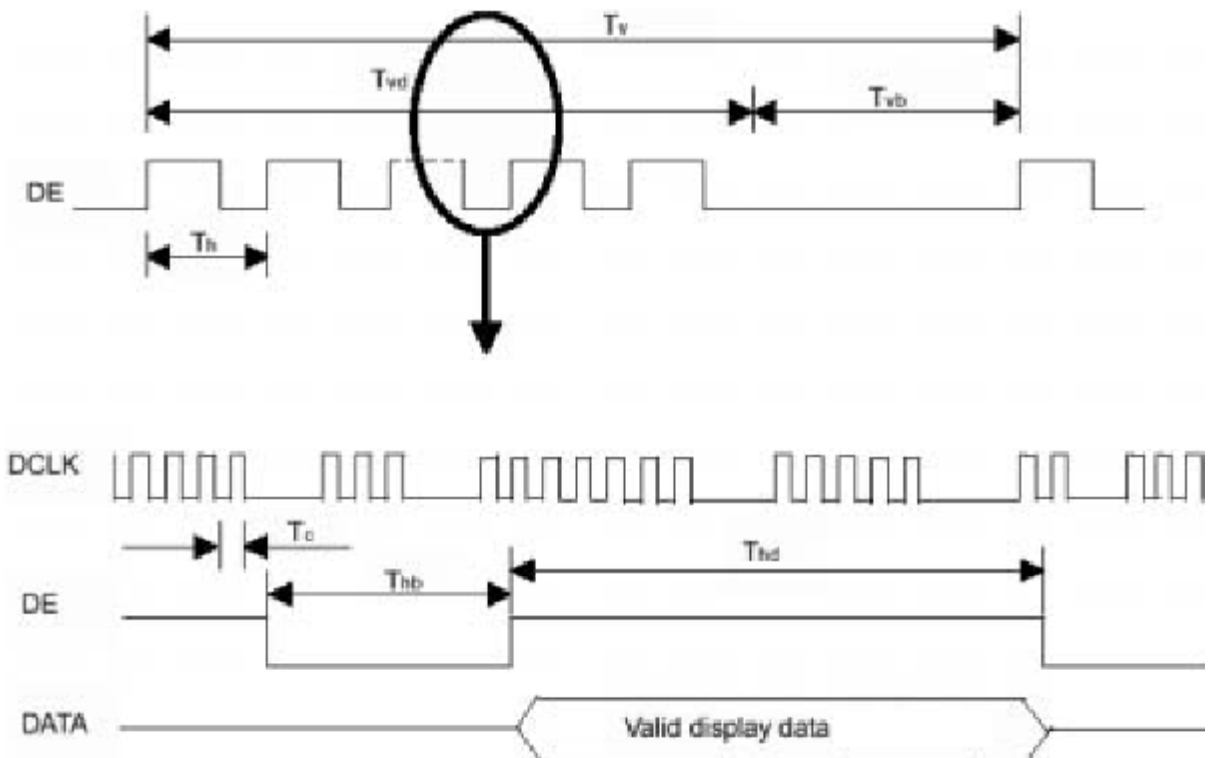 Tv
Tvd
Tvb
DE
Th
DCLK
Tc
Thd
Thb
DE
DATA
Valid display data